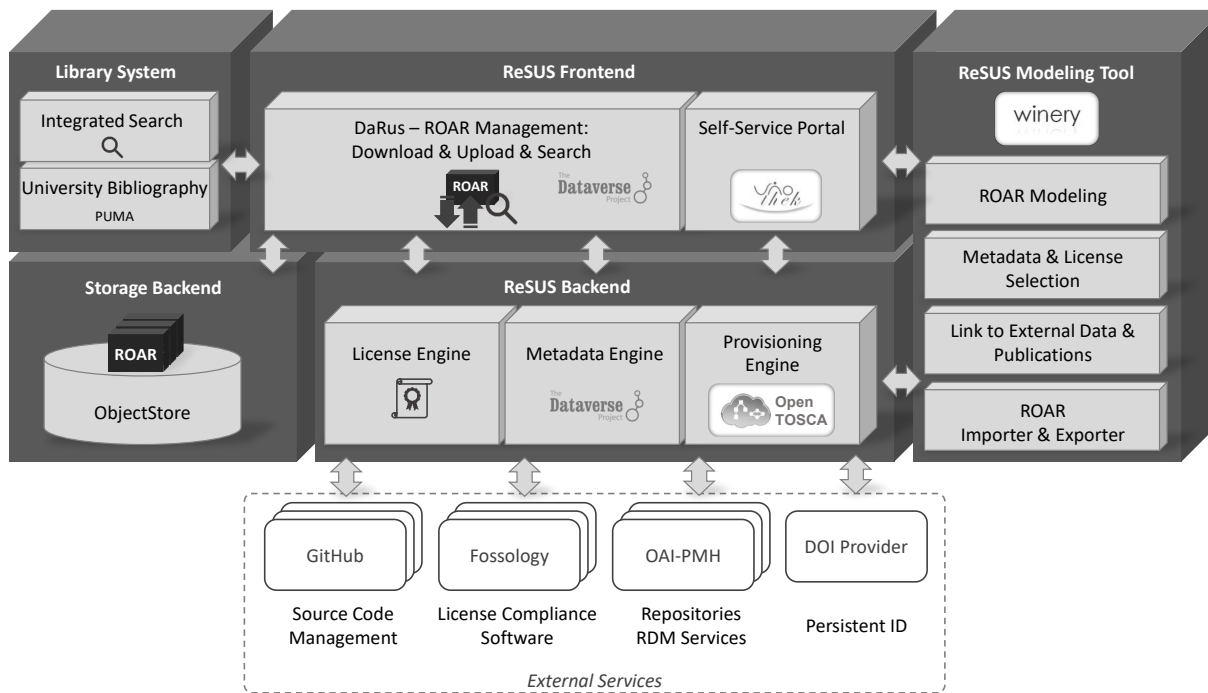 Library System
Integrated Search
University Bibliography
PUMA
ReSUS Frontend
DaRus – ROAR Management:
Download & Upload & Search
ROAR
The
Dataverse
Project
Self-Service Portal
vino
thek
ReSUS Modeling Tool
winery
ROAR Modeling
Metadata & License
Selection
Link to External Data &
Publications
ROAR
Importer & Exporter
Storage Backend
ROAR
ObjectStore
ReSUS Backend
License Engine
Metadata Engine
The
Dataverse
Project
Provisioning
Engine
Open
TOSCA
GitHub
Fossology
OAI-PMH
DOI Provider
Source Code
Management
License Compliance
Software
Repositories
RDM Services
Persistent ID
External Services